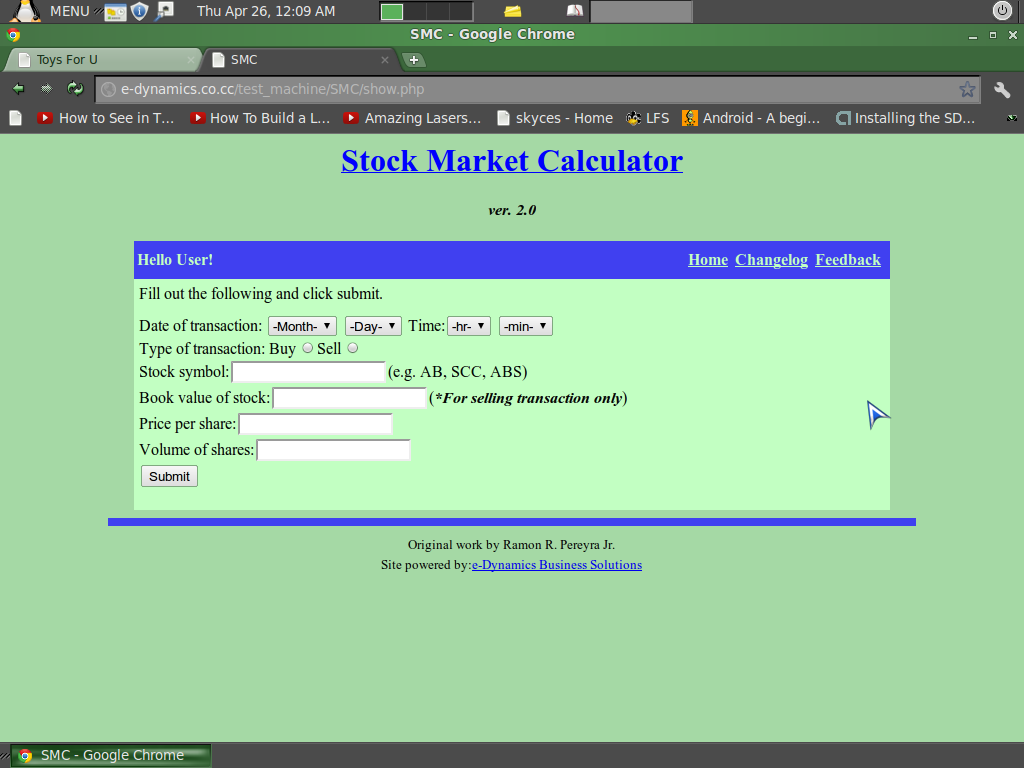 MENU Thu Apr 26, 12:09 AM
SMC - Google Chrome
Toys For U SMC
e-dynamics.co.cc/test_machine/SMC/show.php
How to See in T... How To Build a L... Amazing Lasers... skyces - Home LFS Android - A begi... Installing the SD...
Stock Market Calculator
ver. 2.0
Hello User! Home Changelog Feedback
Fill out the following and click submit.
Date of transaction: -Month- -Day- Time: -hr- -min-
Type of transaction: Buy Sell
Stock symbol: (e.g. AB, SCC, ABS)
Book value of stock: (*For selling transaction only)
Price per share:
Volume of shares:
Submit
Original work by Ramon R. Pereyra Jr.
Site powered by:e-Dynamics Business Solutions
SMC - Google Chrome